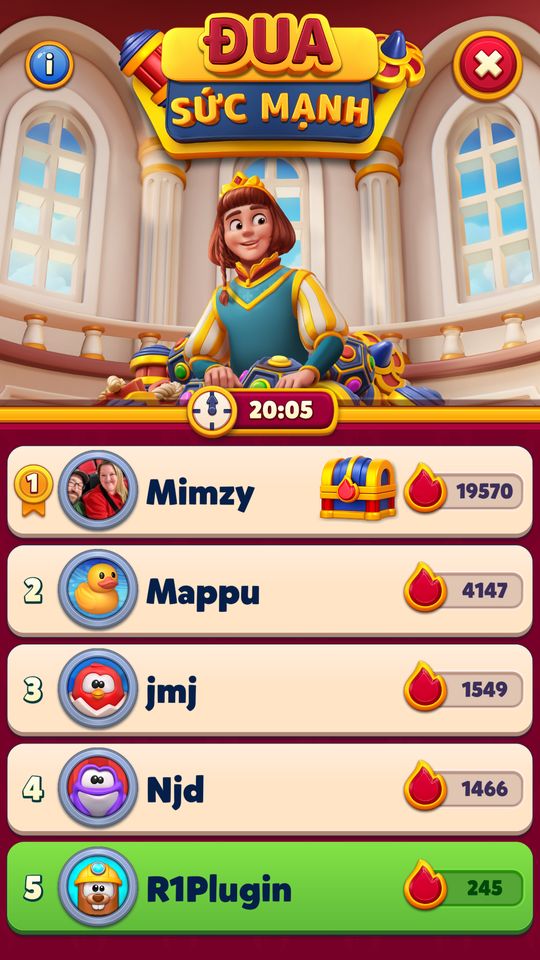 ĐUA
SỨC MẠNH
i
20:05
1 Mimzy 19570
2 Mappu 4147
3 jmj 1549
4 Njd 1466
5 R1Plugin 245